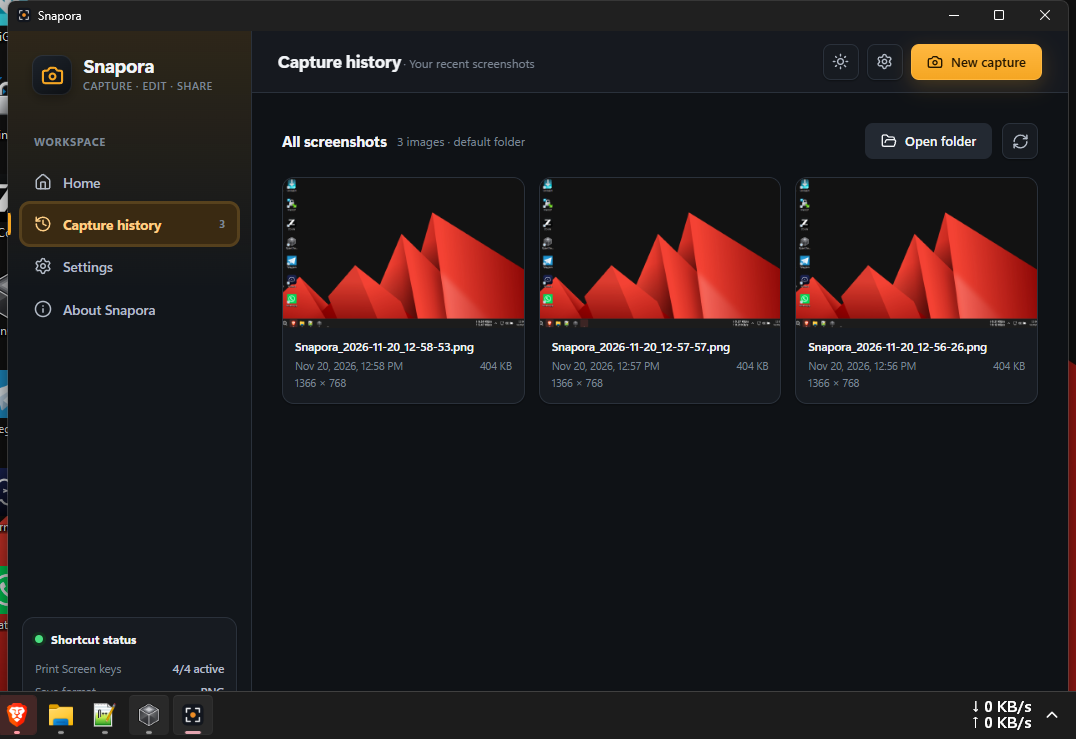 Snapora
Snapora
CAPTURE · EDIT · SHARE
WORKSPACE
Home
Capture history 3
Settings
About Snapora
Shortcut status
Print Screen keys 4/4 active
Save format PNG
Capture history · Your recent screenshots
New capture
All screenshots 3 images · default folder
Open folder
Snapora_2026-11-20_12-58-53.png
Nov 20, 2026, 12:58 PM 404 KB
1366 × 768
Snapora_2026-11-20_12-57-57.png
Nov 20, 2026, 12:57 PM 404 KB
1366 × 768
Snapora_2026-11-20_12-56-26.png
Nov 20, 2026, 12:56 PM 404 KB
1366 × 768
↓ 0 KB/s
↑ 0 KB/s